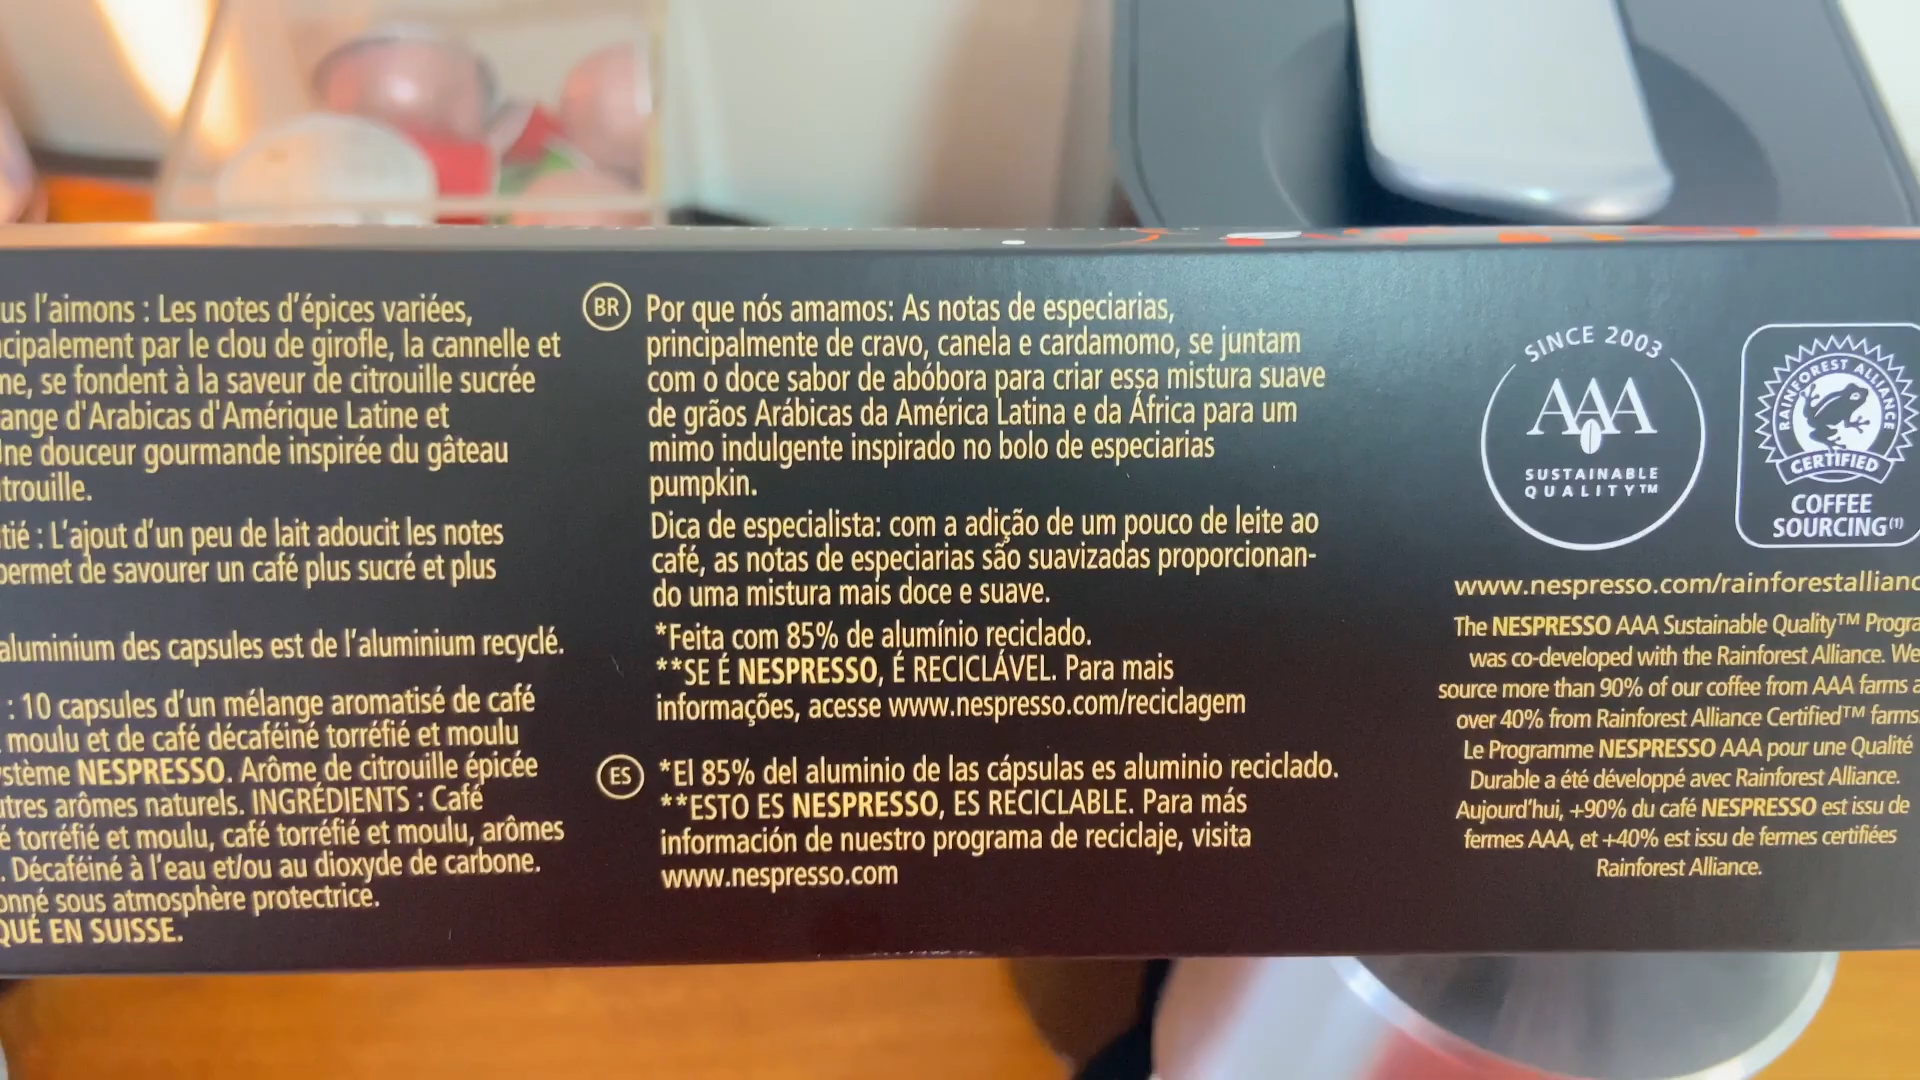 l'aimons : Les notes d'épices variées,
par le clou de girofle, la cannelle et
se fondent à la saveur de citrouille sucrée
d'Arabicas d'Amérique Latine et
douceur gourmande inspirée du gâteau
: L'ajout d'un peu de lait adoucit les notes
de savourer un café plus sucré et plus
aluminium des capsules est de l'aluminium recyclé.
: 10 capsules d'un mélange aromatisé de café
moulu et de café décaféiné torréfié et moulu
NESPRESSO. Arôme de citrouille épicée
arômes naturels. INGRÉDIENTS : Café
torréfié et moulu, café torréfié et moulu, arômes
. Décaféiné à l'eau et/ou au dioxyde de carbone.
sous atmosphère protectrice.
EN SUISSE.
BR Por que nós amamos: As notas de especiarias,
principalmente de cravo, canela e cardamomo, se juntam
com o doce sabor de abóbora para criar essa mistura suave
de grãos Arábicas da América Latina e da África para um
mimo indulgente inspirado no bolo de especiarias
pumpkin.
Dica de especialista: com a adição de um pouco de leite ao
café, as notas de especiarias são suavizadas proporcionan-
do uma mistura mais doce e suave.
*Feita com 85% de alumínio reciclado.
**SE É NESPRESSO, É RECICLÁVEL. Para mais
informações, acesse www.nespresso.com/reciclagem
ES *El 85% del aluminio de las cápsulas es aluminio reciclado.
**ESTO ES NESPRESSO, ES RECICLABLE. Para más
información de nuestro programa de reciclaje, visita
www.nespresso.com
SINCE 2003
AAA
SUSTAINABLE
QUALITY™
RAINFOREST ALLIANCE
CERTIFIED
COFFEE
SOURCING(1)
www.nespresso.com/rainforestallianc
The NESPRESSO AAA Sustainable Quality™ Progra
was co-developed with the Rainforest Alliance. We
source more than 90% of our coffee from AAA farms a
over 40% from Rainforest Alliance Certified™ farms.
Le Programme NESPRESSO AAA pour une Qualité
Durable a été développé avec Rainforest Alliance.
Aujourd'hui, +90% du café NESPRESSO est issu de
fermes AAA, et +40% est issu de fermes certifiées
Rainforest Alliance.